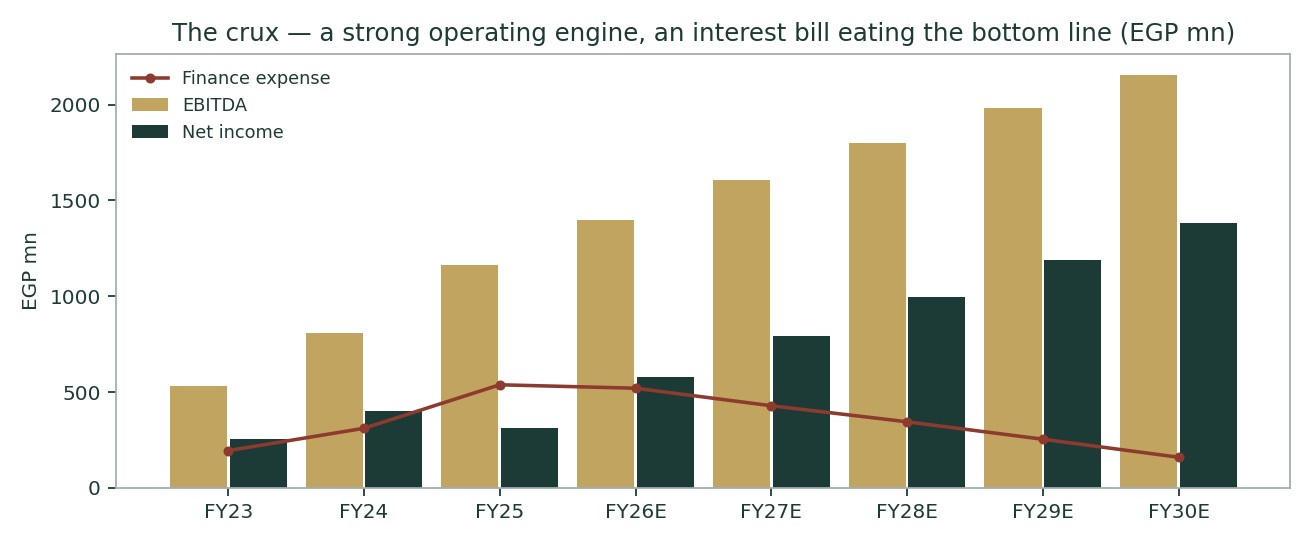 The crux — a strong operating engine, an interest bill eating the bottom line (EGP mn)
Finance expense
EBITDA
Net income
EGP mn
2000
1500
1000
500
0
FY23 FY24 FY25 FY26E FY27E FY28E FY29E FY30E